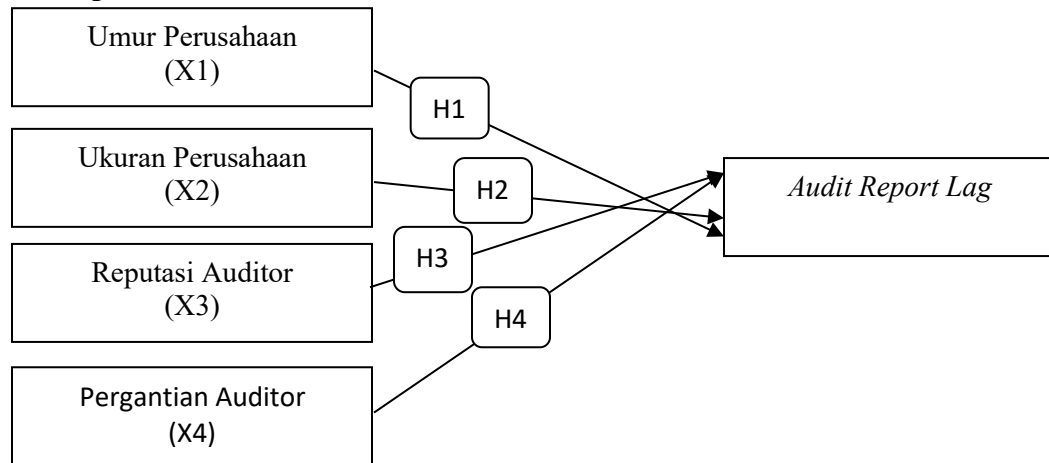 Umur Perusahaan
(X1)
H1
Ukuran Perusahaan
(X2)
H2
Audit Report Lag
Reputasi Auditor
(X3)
H3
H4
Pergantian Auditor
(X4)